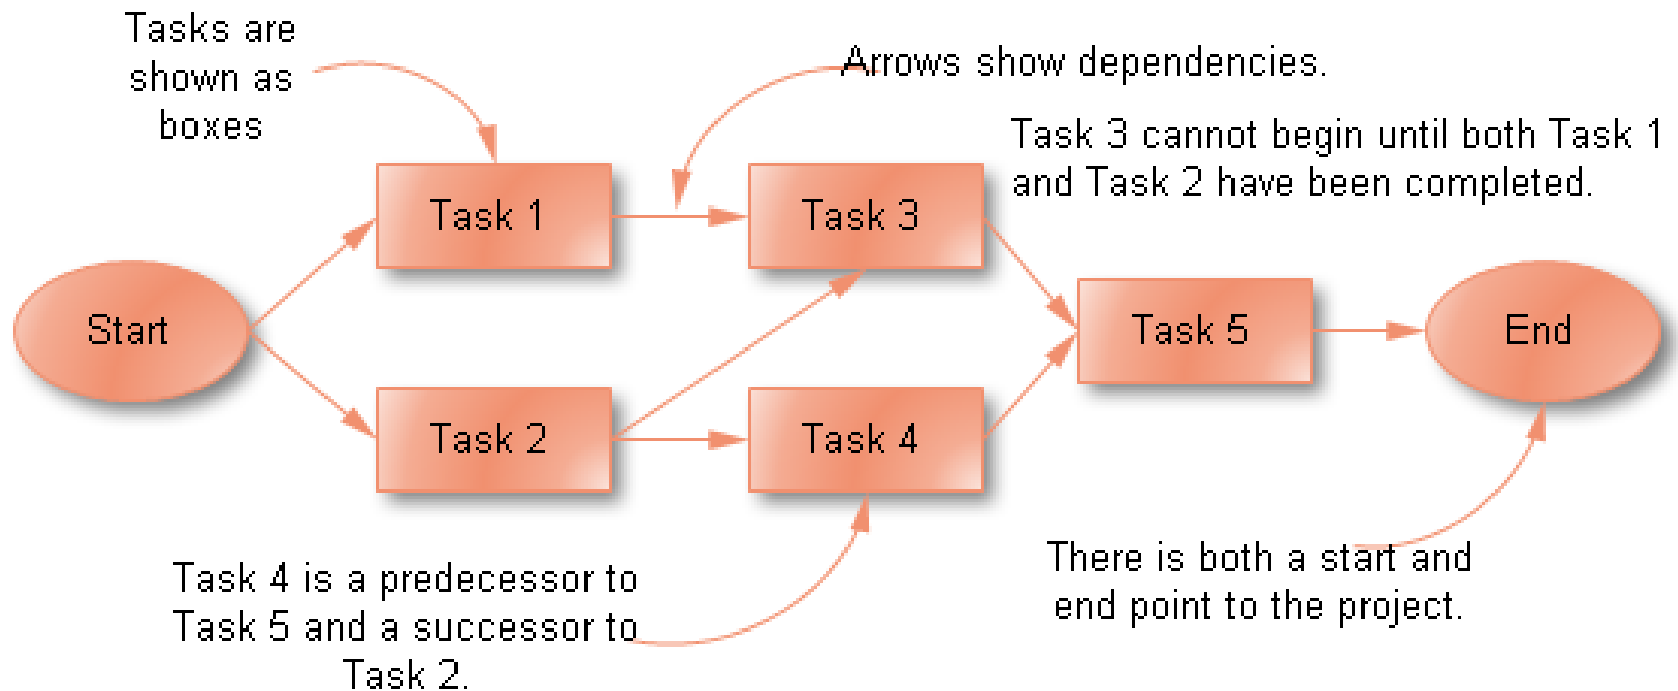 Tasks are
shown as
boxes
Arrows show dependencies.
Task 3 cannot begin until both Task 1
and Task 2 have been completed.
Task 1
Task 3
Start
Task 5
End
Task 2
Task 4
Task 4 is a predecessor to
Task 5 and a successor to
Task 2.
There is both a start and
end point to the project.